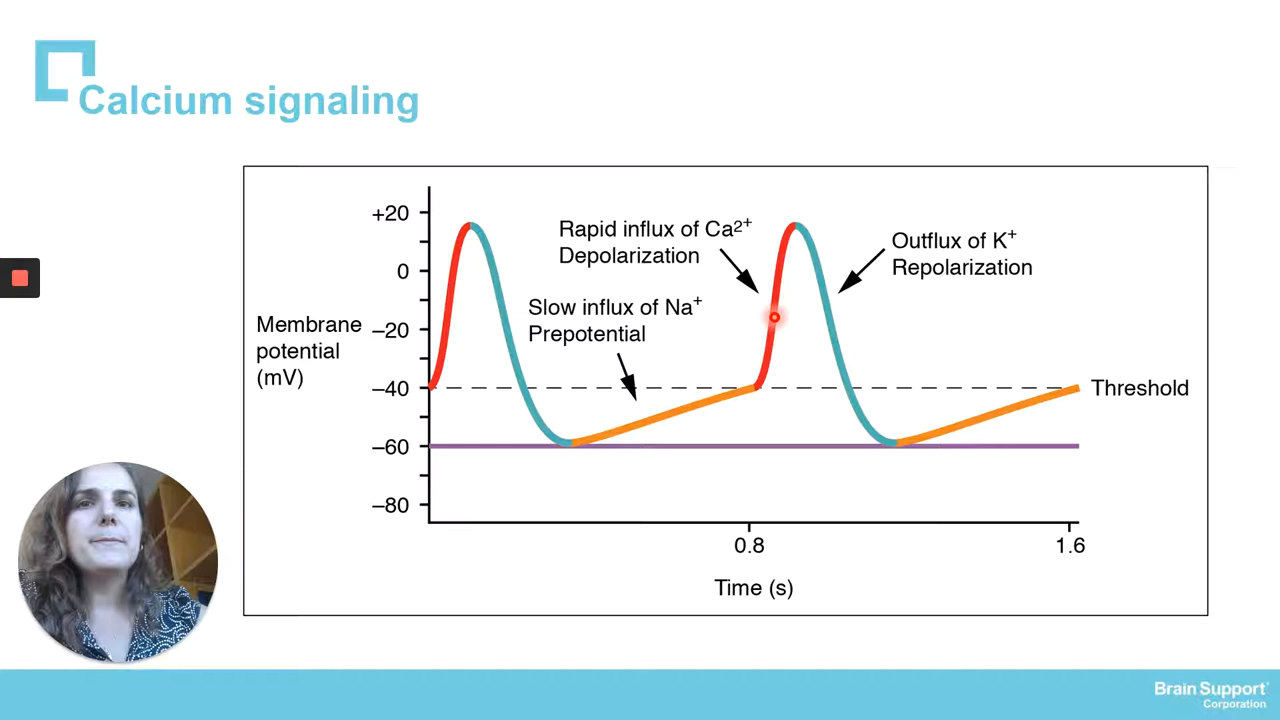 Calcium signaling
+20
0
–20
–40
–60
–80
Membrane
potential
(mV)
Rapid influx of Ca²⁺
Depolarization
Outflux of K⁺
Repolarization
Slow influx of Na⁺
Prepotential
Threshold
0.8
1.6
Time (s)
Brain Support
Corporation